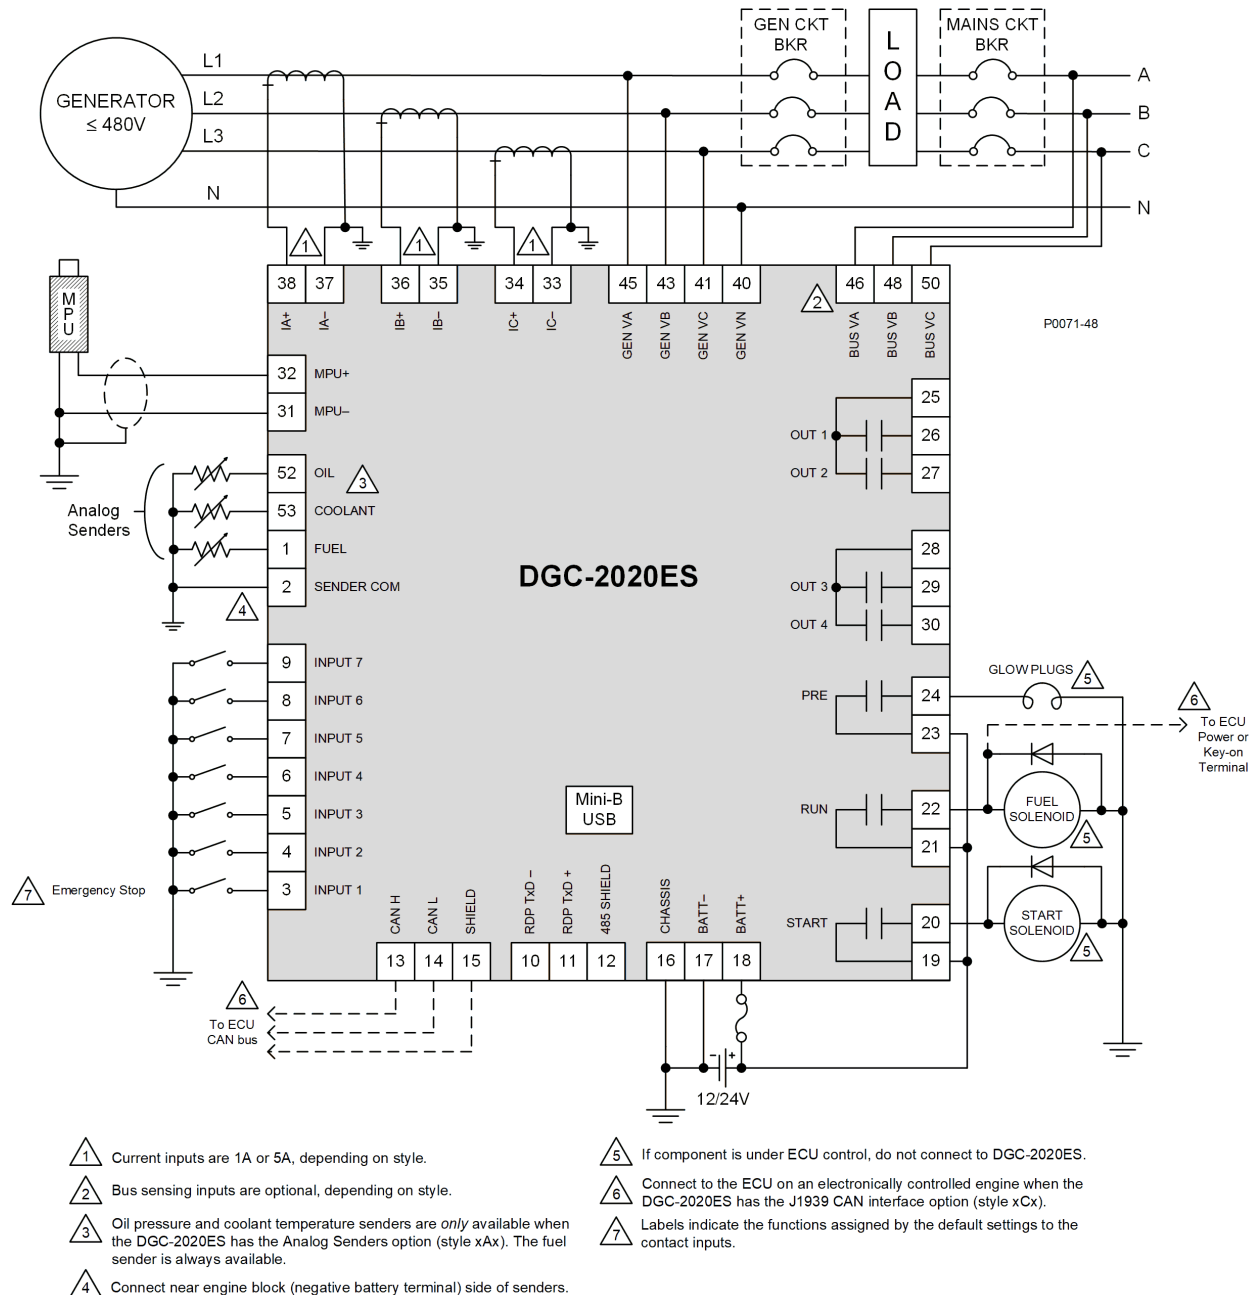 GEN CKT
BKR
LOAD
MAINS CKT
BKR
GENERATOR
≤ 480V
L1
L2
L3
N
A
B
C
N
1
1
1
2
38
37
36
35
34
33
45
43
41
40
46
48
50
IA+
IA–
IB+
IB–
IC+
IC–
GEN VA
GEN VB
GEN VC
GEN VN
BUS VA
BUS VB
BUS VC
P0071-48
MPU
32 MPU+
31 MPU–
52 OIL
3
53 COOLANT
1 FUEL
2 SENDER COM
4
Analog
Senders
25
OUT 1 26
OUT 2 27
28
OUT 3 29
OUT 4 30
DGC-2020ES
9 INPUT 7
8 INPUT 6
7 INPUT 5
6 INPUT 4
5 INPUT 3
4 INPUT 2
3 INPUT 1
7 Emergency Stop
PRE 24
23
RUN 22
21
START 20
19
GLOW PLUGS 5
6
To ECU
Power or
Key-on
Terminal
FUEL
SOLENOID
5
START
SOLENOID
5
Mini-B
USB
CAN H
CAN L
SHIELD
RDP TxD –
RDP TxD +
485 SHIELD
CHASSIS
BATT–
BATT+
13
14
15
10
11
12
16
17
18
6
To ECU
CAN bus
– +
12/24V
1 Current inputs are 1A or 5A, depending on style.
2 Bus sensing inputs are optional, depending on style.
3 Oil pressure and coolant temperature senders are only available when
the DGC-2020ES has the Analog Senders option (style xAx). The fuel
sender is always available.
4 Connect near engine block (negative battery terminal) side of senders.
5 If component is under ECU control, do not connect to DGC-2020ES.
6 Connect to the ECU on an electronically controlled engine when the
DGC-2020ES has the J1939 CAN interface option (style xCx).
7 Labels indicate the functions assigned by the default settings to the
contact inputs.